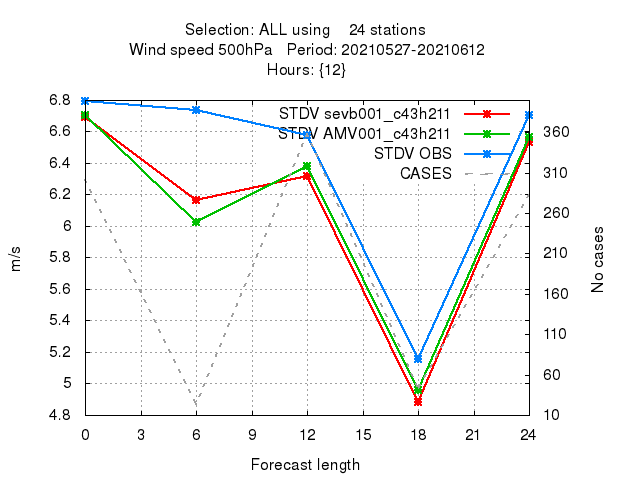 Selection: ALL using    24 stations
Wind speed 500hPa   Period: 20210527-20210612
Hours: {12}
STDV sevb001_c43h211
STDV AMV001_c43h211
STDV OBS
CASES
6.8
6.6
6.4
6.2
6
5.8
5.6
5.4
5.2
5
4.8
360
310
260
210
160
110
60
10
0 3 6 9 12 15 18 21 24
m/s
No cases
Forecast length